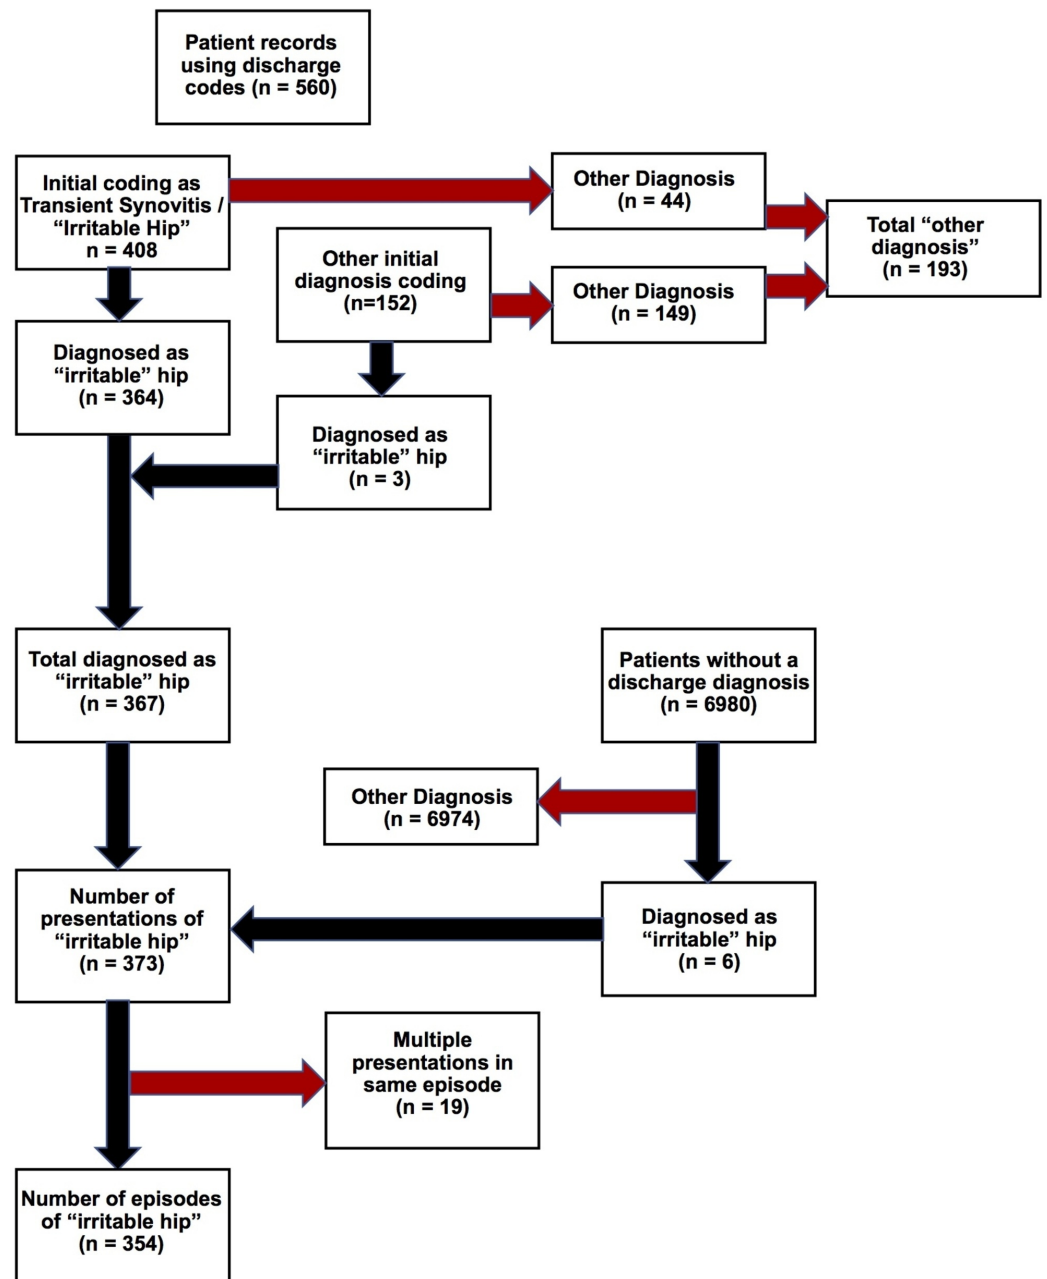 Patient records
using discharge
codes (n = 560)
Initial coding as
Transient Synovitis /
“Irritable Hip”
n = 408
Other Diagnosis
(n = 44)
Total “other
diagnosis”
(n = 193)
Other initial
diagnosis coding
(n=152)
Other Diagnosis
(n = 149)
Diagnosed as
“irritable” hip
(n = 364)
Diagnosed as
“irritable” hip
(n = 3)
Total diagnosed as
“irritable” hip
(n = 367)
Patients without a
discharge diagnosis
(n = 6980)
Other Diagnosis
(n = 6974)
Number of
presentations of
“irritable hip”
(n = 373)
Diagnosed as
“irritable” hip
(n = 6)
Multiple
presentations in
same episode
(n = 19)
Number of episodes
of “irritable hip”
(n = 354)